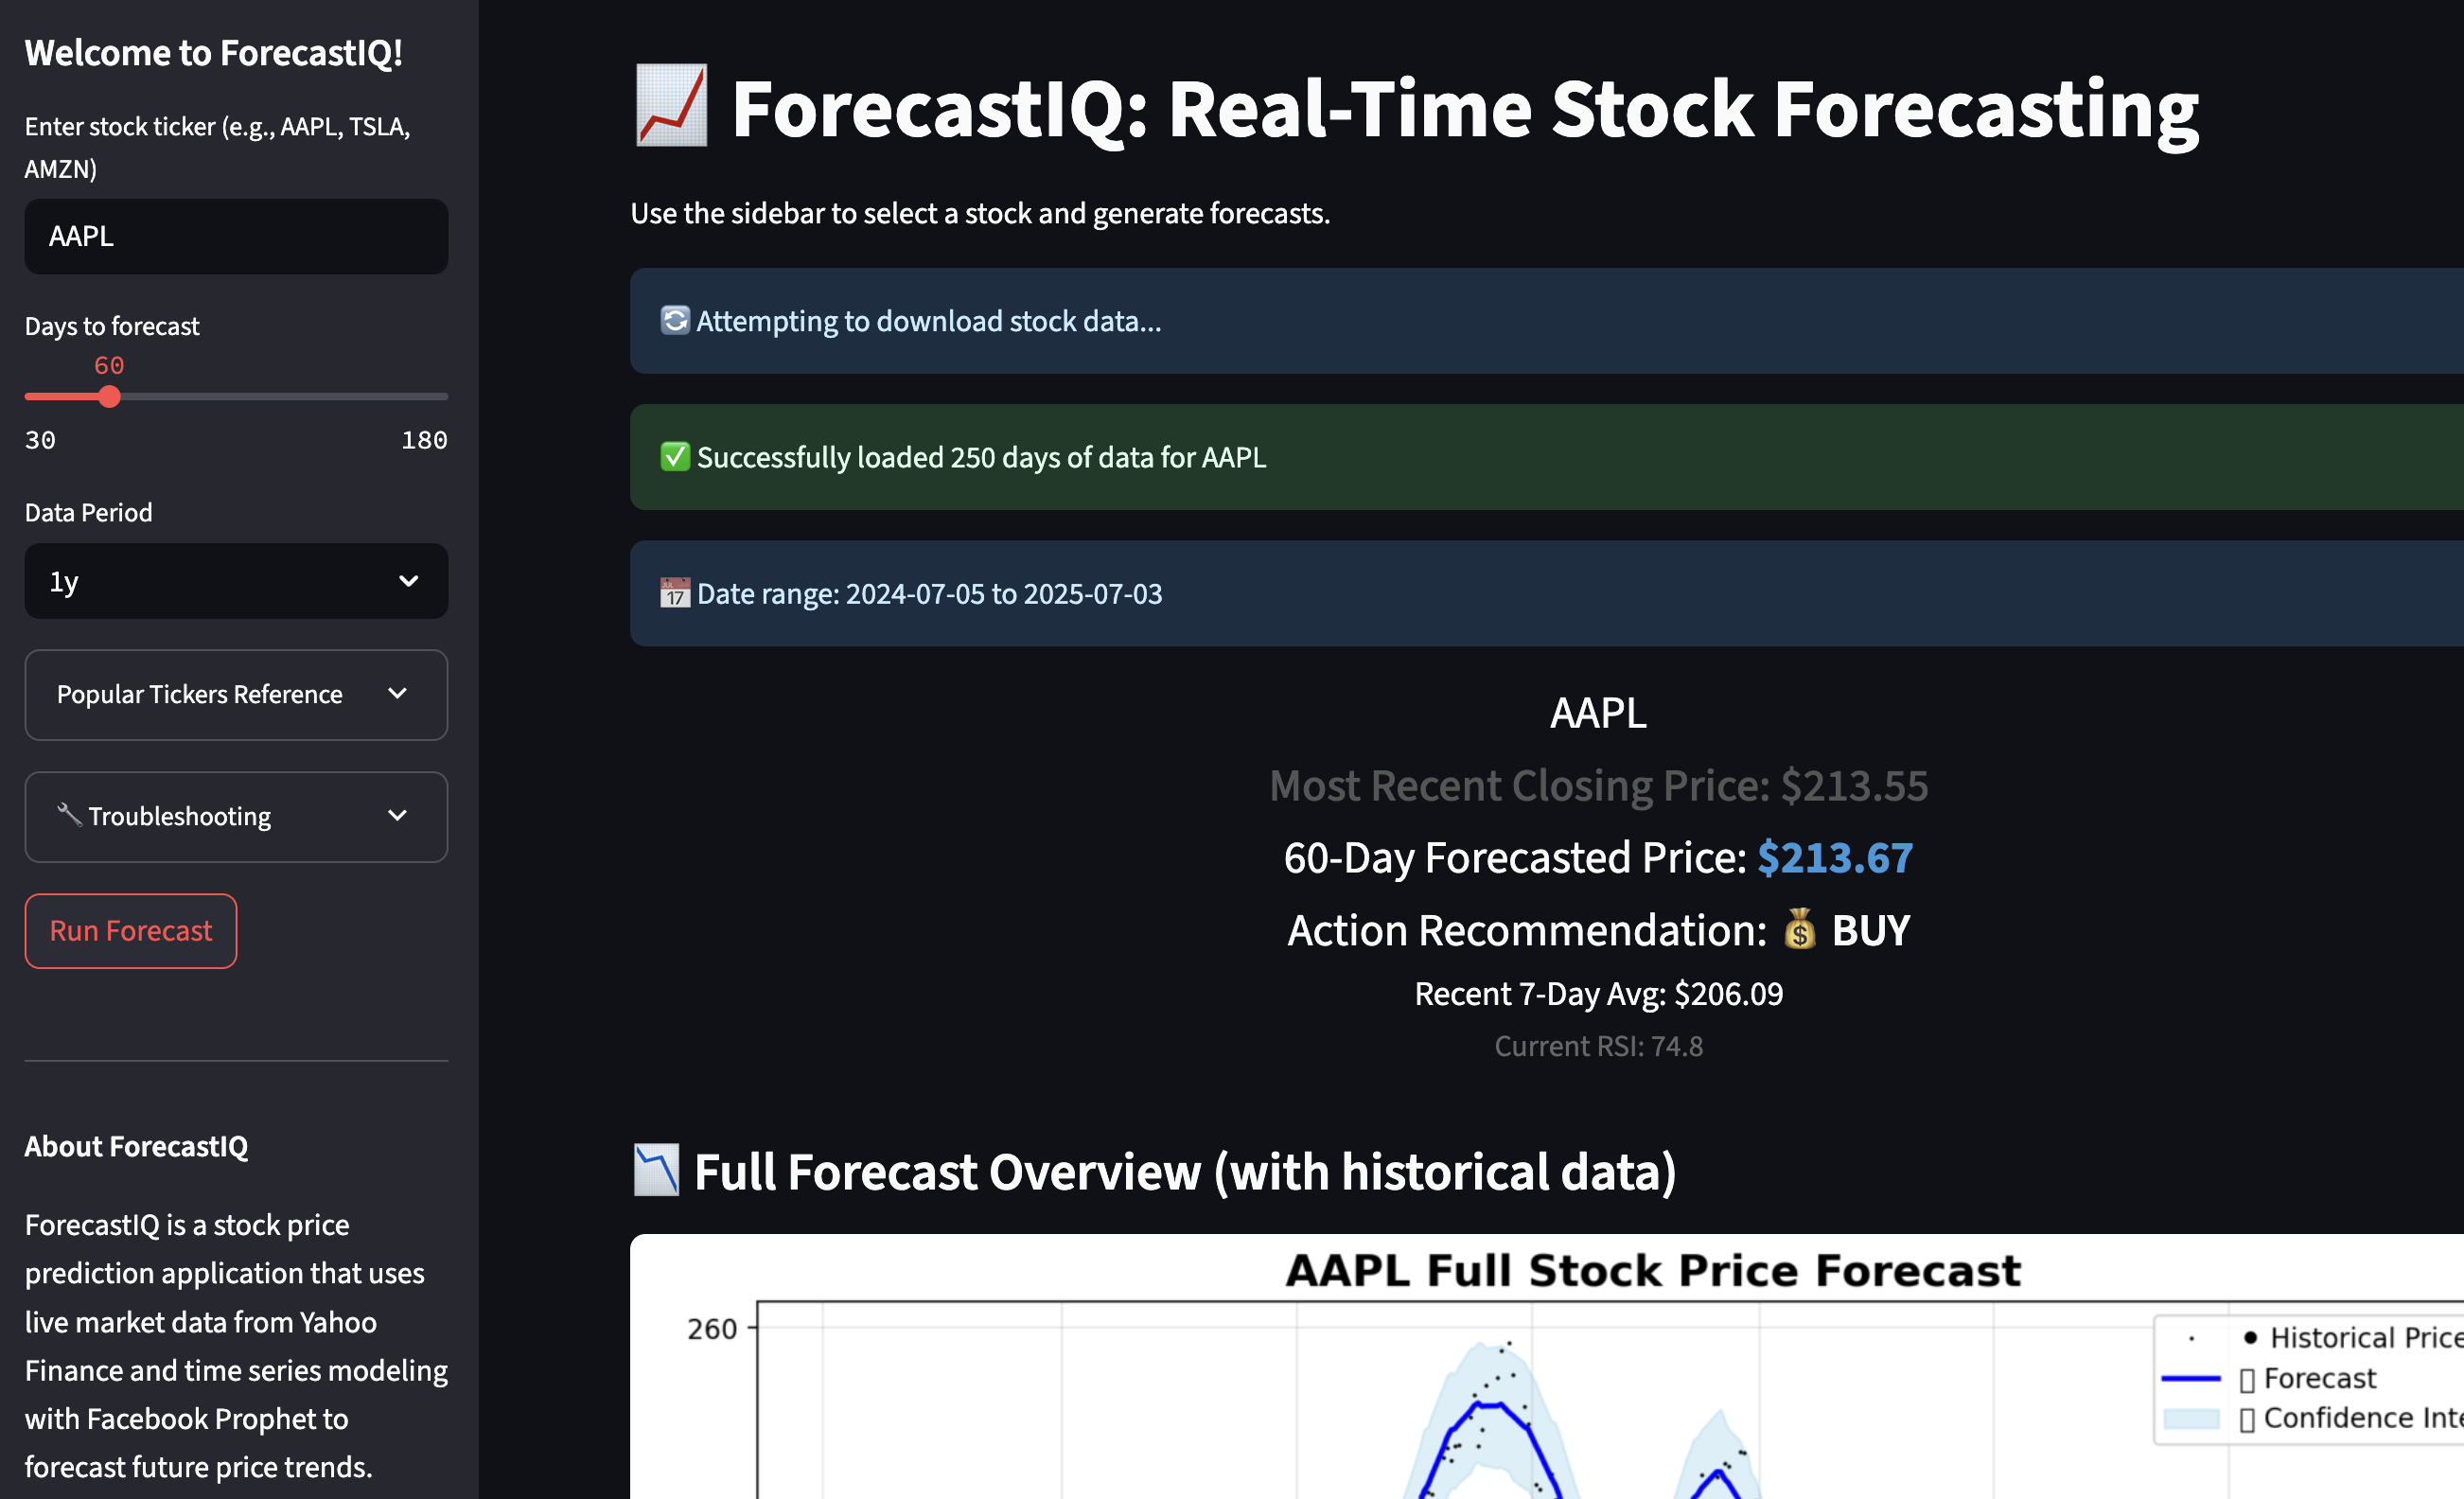 Welcome to ForecastIQ!
Enter stock ticker (e.g., AAPL, TSLA,
AMZN)
AAPL
Days to forecast
60
30 180
Data Period
1y
Popular Tickers Reference
Troubleshooting
Run Forecast
About ForecastIQ
ForecastIQ is a stock price
prediction application that uses
live market data from Yahoo
Finance and time series modeling
with Facebook Prophet to
forecast future price trends.
ForecastIQ: Real-Time Stock Forecasting
Use the sidebar to select a stock and generate forecasts.
Attempting to download stock data...
Successfully loaded 250 days of data for AAPL
Date range: 2024-07-05 to 2025-07-03
AAPL
Most Recent Closing Price: $213.55
60-Day Forecasted Price: $213.67
Action Recommendation: 💰 BUY
Recent 7-Day Avg: $206.09
Current RSI: 74.8
Full Forecast Overview (with historical data)
AAPL Full Stock Price Forecast
260
● Historical Price
Forecast
Confidence Inte